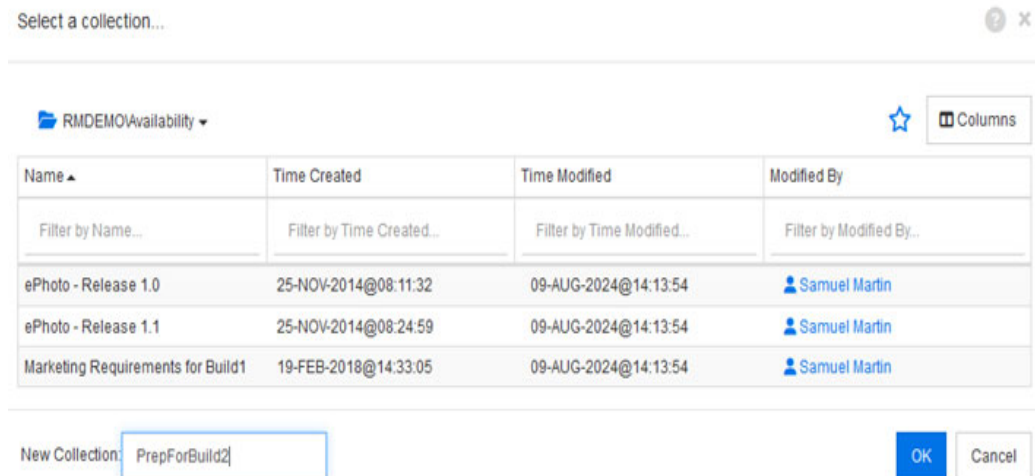 Select a collection...
RMDEMO\Availability
Columns
Name Time Created Time Modified Modified By
Filter by Name... Filter by Time Created... Filter by Time Modified... Filter by Modified By...
ePhoto - Release 1.0 25-NOV-2014@08:11:32 09-AUG-2024@14:13:54 Samuel Martin
ePhoto - Release 1.1 25-NOV-2014@08:24:59 09-AUG-2024@14:13:54 Samuel Martin
Marketing Requirements for Build1 19-FEB-2018@14:33:05 09-AUG-2024@14:13:54 Samuel Martin
New Collection: PrepForBuild2 OK Cancel